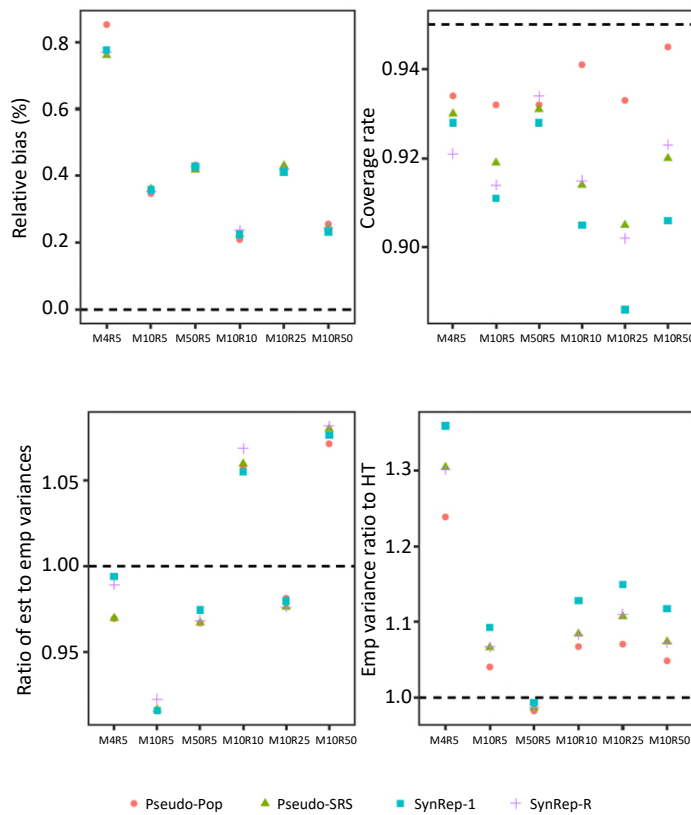 Relative bias (%)
0.8
0.6
0.4
0.2
0.0
M4R5 M10R5 M50R5 M10R10 M10R25 M10R50
Coverage rate
0.94
0.92
0.90
M4R5 M10R5 M50R5 M10R10 M10R25 M10R50
Ratio of est to emp variances
1.05
1.00
0.95
M4R5 M10R5 M50R5 M10R10 M10R25 M10R50
Emp variance ratio to HT
1.3
1.2
1.1
1.0
M4R5 M10R5 M50R5 M10R10 M10R25 M10R50
Pseudo-Pop Pseudo-SRS SynRep-1 SynRep-R